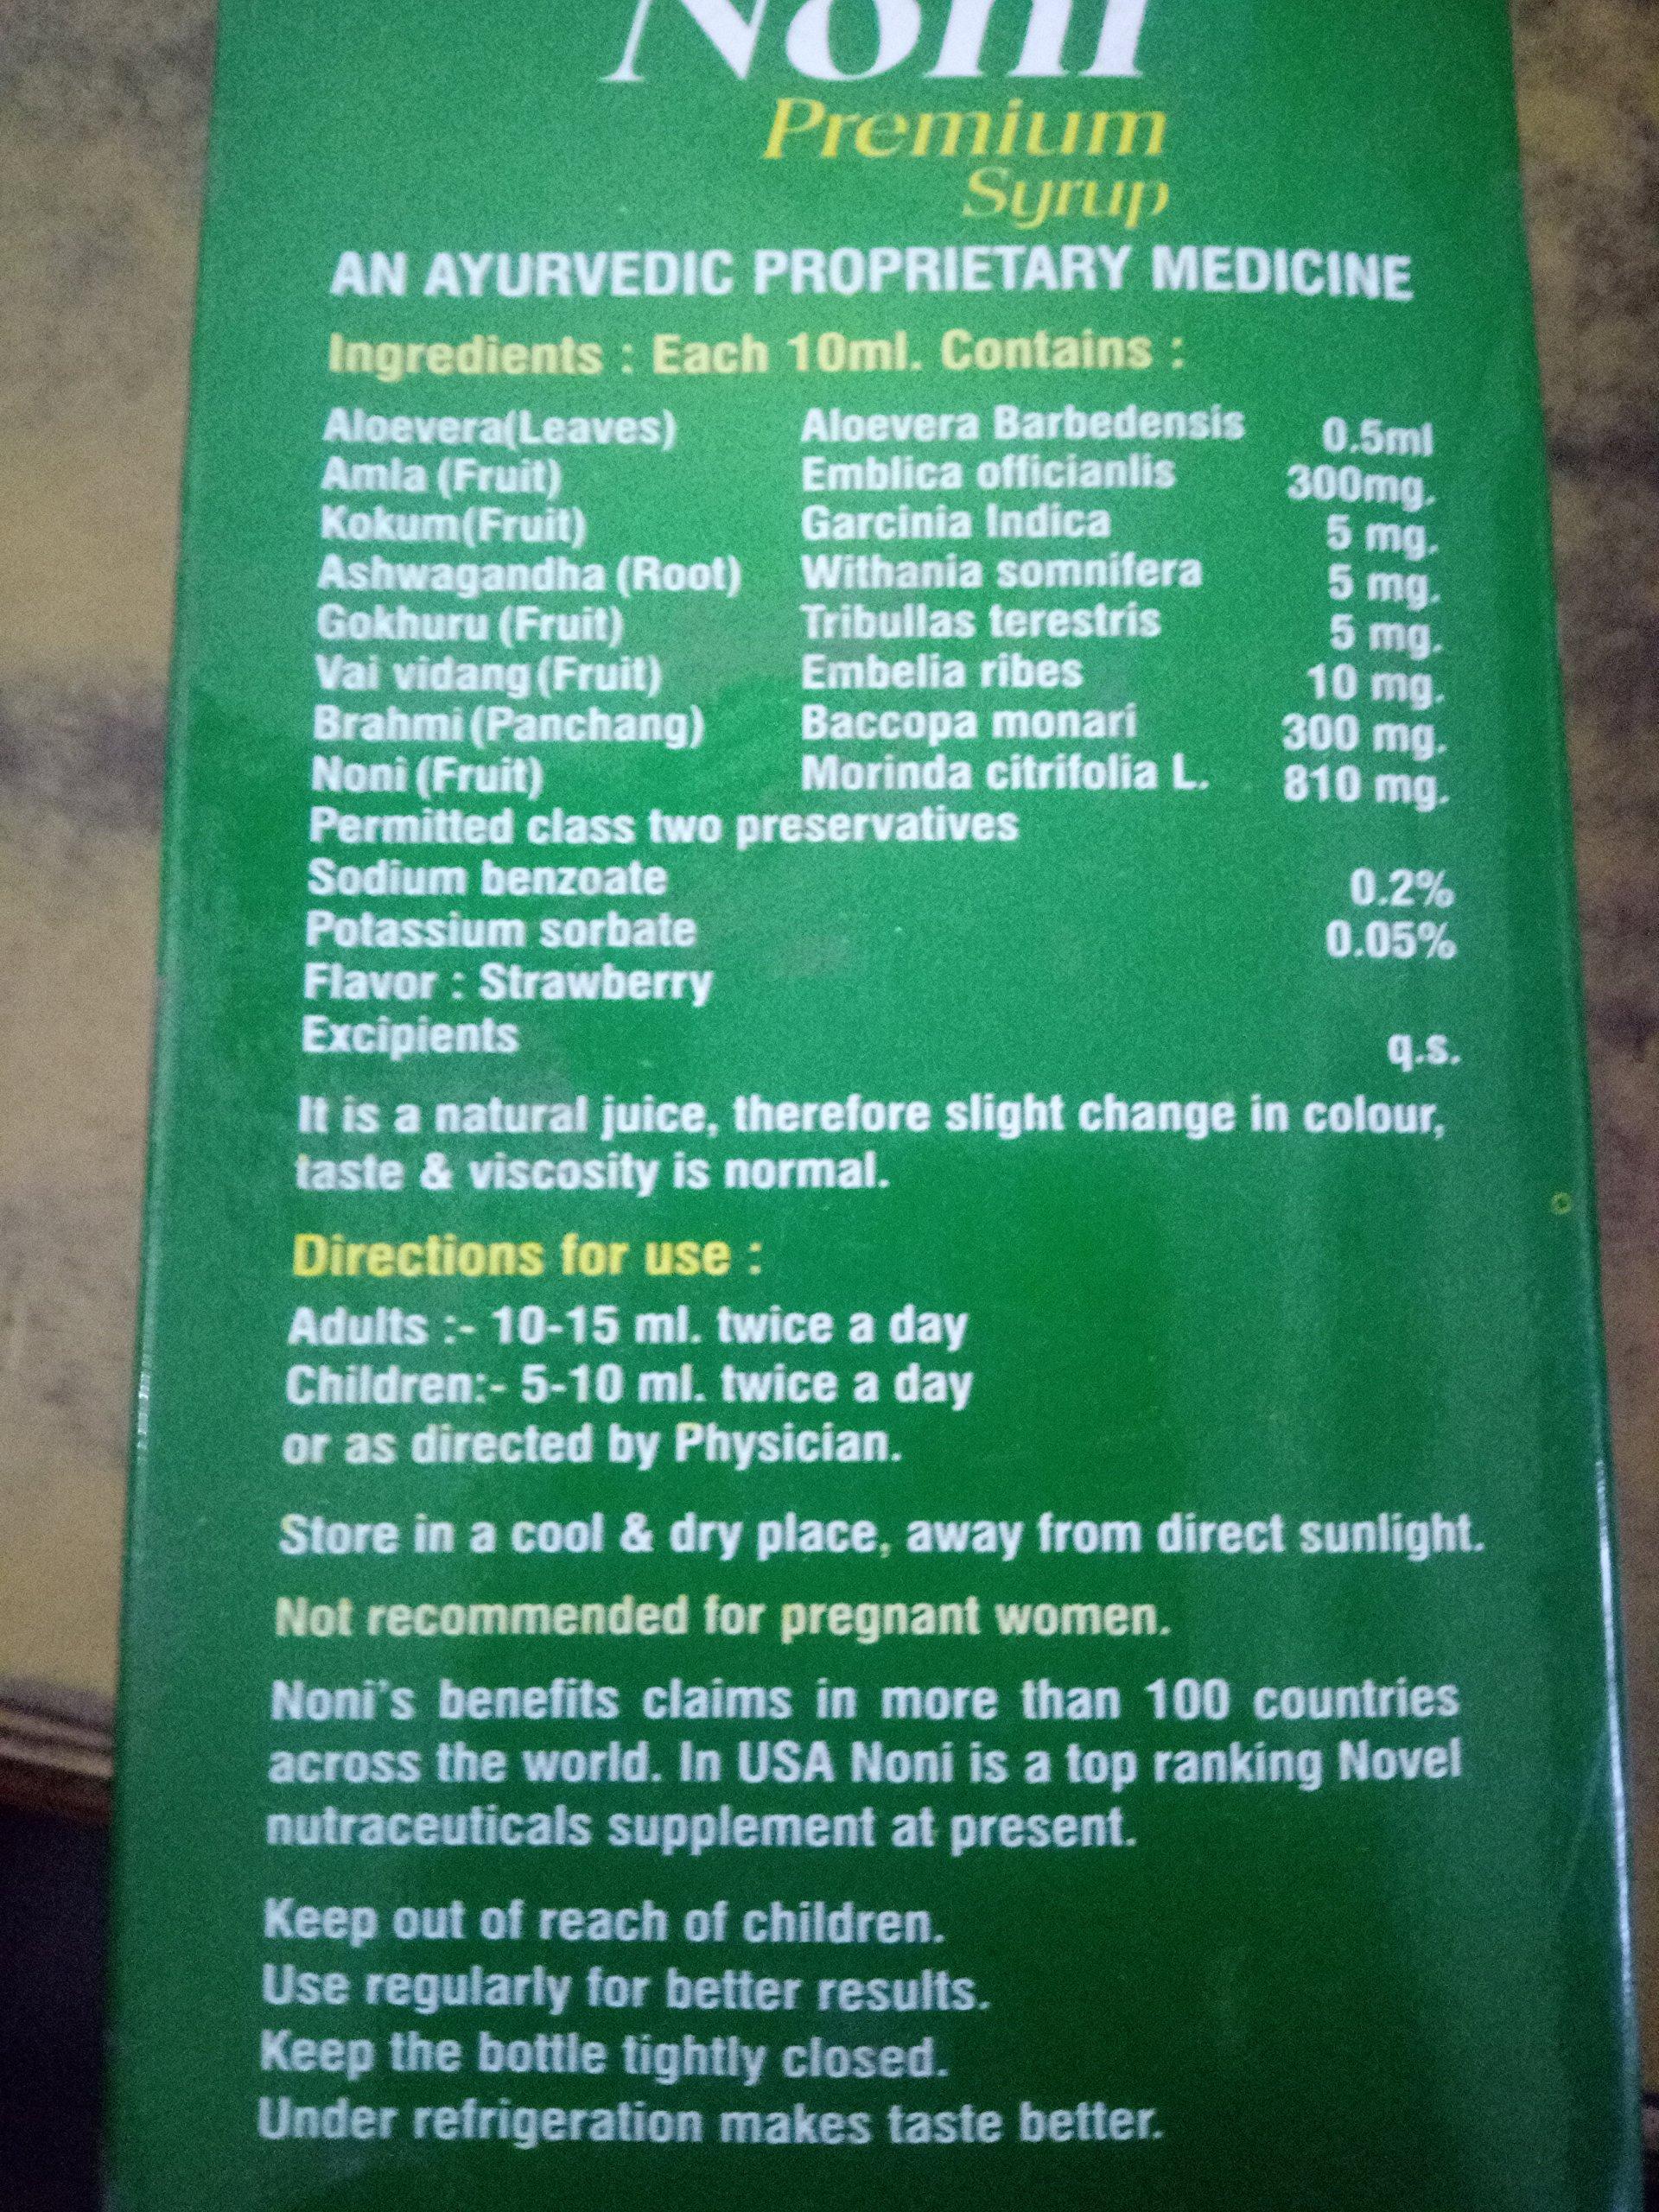 Noni
Premium
Syrup
AN AYURVEDIC PROPRIETARY MEDICINE
Ingredients : Each 10ml. Contains :
Aloevera(Leaves) Aloevera Barbedensis 0.5ml
Amla (Fruit) Emblica officianlis 300mg.
Kokum(Fruit) Garcinia Indica 5 mg.
Ashwagandha (Root) Withania somnifera 5 mg.
Gokhuru (Fruit) Tribullas terestris 5 mg.
Vai vidang (Fruit) Embelia ribes 10 mg.
Brahmi (Panchang) Baccopa monari 300 mg.
Noni (Fruit) Morinda citrifolia L. 810 mg.
Permitted class two preservatives
Sodium benzoate 0.2%
Potassium sorbate 0.05%
Flavor : Strawberry
Excipients q.s.
It is a natural juice, therefore slight change in colour,
taste & viscosity is normal.
Directions for use :
Adults :- 10-15 ml. twice a day
Children:- 5-10 ml. twice a day
or as directed by Physician.
Store in a cool & dry place, away from direct sunlight.
Not recommended for pregnant women.
Noni's benefits claims in more than 100 countries
across the world. In USA Noni is a top ranking Novel
nutraceuticals supplement at present.
Keep out of reach of children.
Use regularly for better results.
Keep the bottle tightly closed.
Under refrigeration makes taste better.